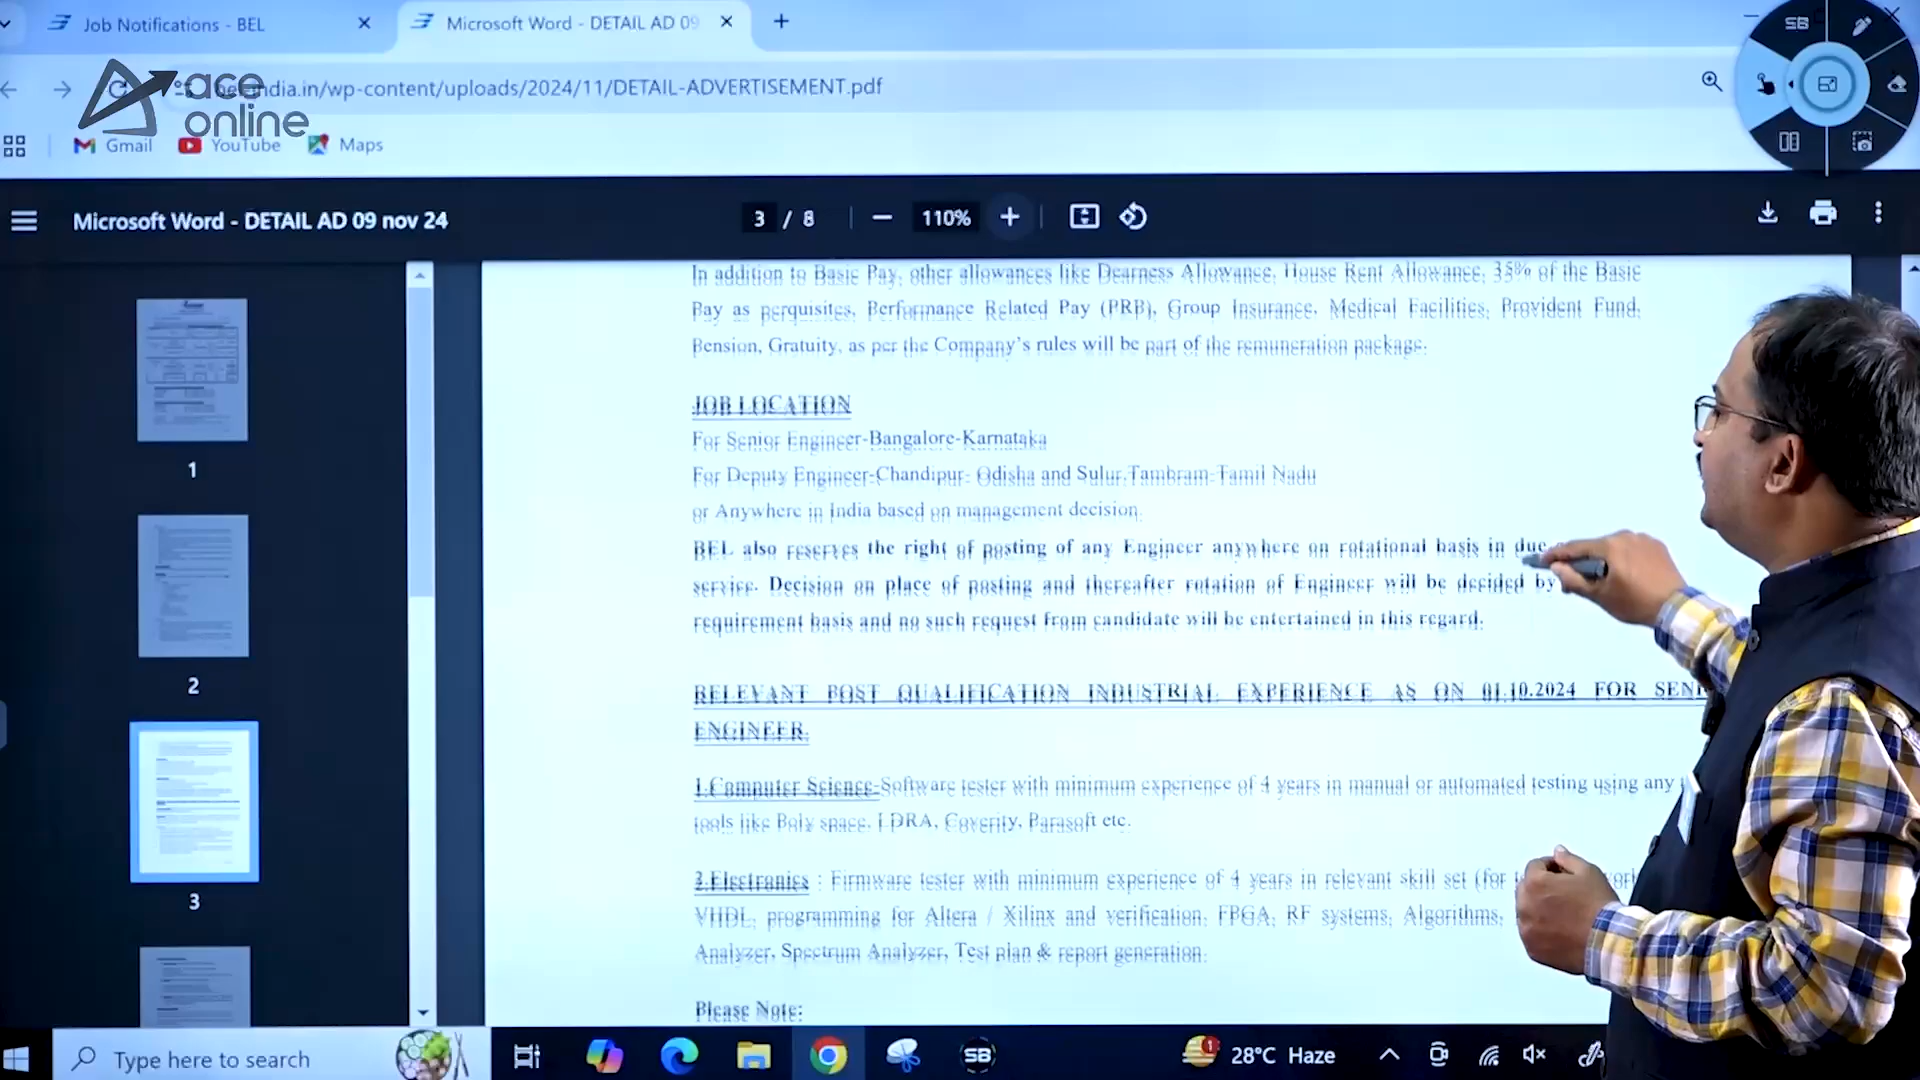 Job Notifications - BEL
Microsoft Word - DETAIL AD 09
SB
india.in/wp-content/uploads/2024/11/DETAIL-ADVERTISEMENT.pdf
ace
online
Gmail
YouTube
Maps
Microsoft Word - DETAIL AD 09 nov 24
3 / 8
110%
In addition to Basic Pay, other allowances like Dearness Allowance, House Rent Allowance, 35% of the Basic
Pay as perquisites, Performance Related Pay (PRP), Group Insurance, Medical Facilities, Provident Fund,
Pension, Gratuity, as per the Company's rules will be part of the remuneration package.
JOB LOCATION
For Senior Engineer-Bangalore-Karnataka
For Deputy Engineer-Chandipur- Odisha and Sulur,Tambram-Tamil Nadu
or Anywhere in India based on management decision.
BEL also reserves the right of posting of any Engineer anywhere on rotational basis in due
service. Decision on place of posting and thereafter rotation of Engineer will be decided by
requirement basis and no such request from candidate will be entertained in this regard.
RELEVANT POST QUALIFICATION INDUSTRIAL EXPERIENCE AS ON 01.10.2024 FOR SENI
ENGINEER.
1.Computer Science-Software tester with minimum experience of 4 years in manual or automated testing using any
tools like Poly space, LDRA, Coverity, Parasoft etc.
2.Electronics : Firmware tester with minimum experience of 4 years in relevant skill set (for
VHDL, programming for Altera / Xilinx and verification, FPGA, RF systems, Algorithms,
Analyzer, Spectrum Analyzer, Test plan & report generation.
Please Note:
1
2
3
Type here to search
SB
1
28°C Haze